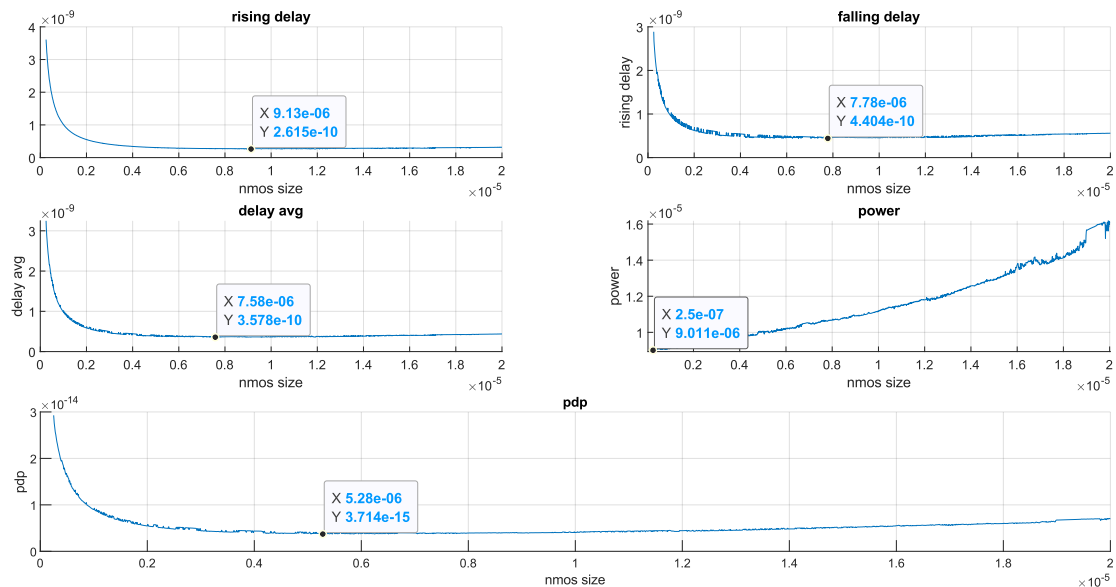 rising delay
×10⁻⁹
4
3
2
1
0
X 9.13e-06
Y 2.615e-10
0 0.2 0.4 0.6 0.8 1 1.2 1.4 1.6 1.8 2
nmos size
×10⁻⁵
falling delay
×10⁻⁹
rising delay
3
2
1
0
X 7.78e-06
Y 4.404e-10
0 0.2 0.4 0.6 0.8 1 1.2 1.4 1.6 1.8 2
nmos size
×10⁻⁵
delay avg
×10⁻⁹
delay avg
3
2
1
0
X 7.58e-06
Y 3.578e-10
0 0.2 0.4 0.6 0.8 1 1.2 1.4 1.6 1.8 2
nmos size
×10⁻⁵
power
×10⁻⁵
power
1.6
1.4
1.2
1
X 2.5e-07
Y 9.011e-06
0.2 0.4 0.6 0.8 1 1.2 1.4 1.6 1.8 2
nmos size
×10⁻⁵
pdp
×10⁻¹⁴
pdp
3
2
1
0
X 5.28e-06
Y 3.714e-15
0 0.2 0.4 0.6 0.8 1 1.2 1.4 1.6 1.8 2
nmos size
×10⁻⁵